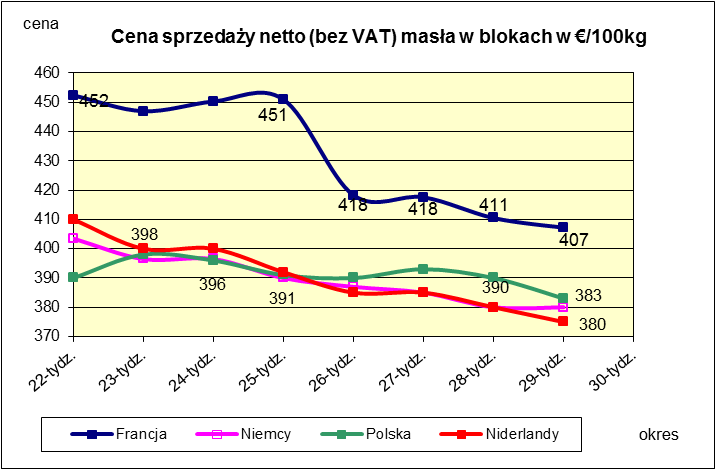 cena
Cena sprzedaży netto (bez VAT) masła w blokach w €/100kg
460
450
440
430
420
410
400
390
380
370
452
451
418
418
411
407
398
396
391
390
383
380
22-tydz.
23-tydz.
24-tydz.
25-tydz.
26-tydz.
27-tydz.
28-tydz.
29-tydz.
30-tydz.
Francja Niemcy Polska Niderlandy
okres